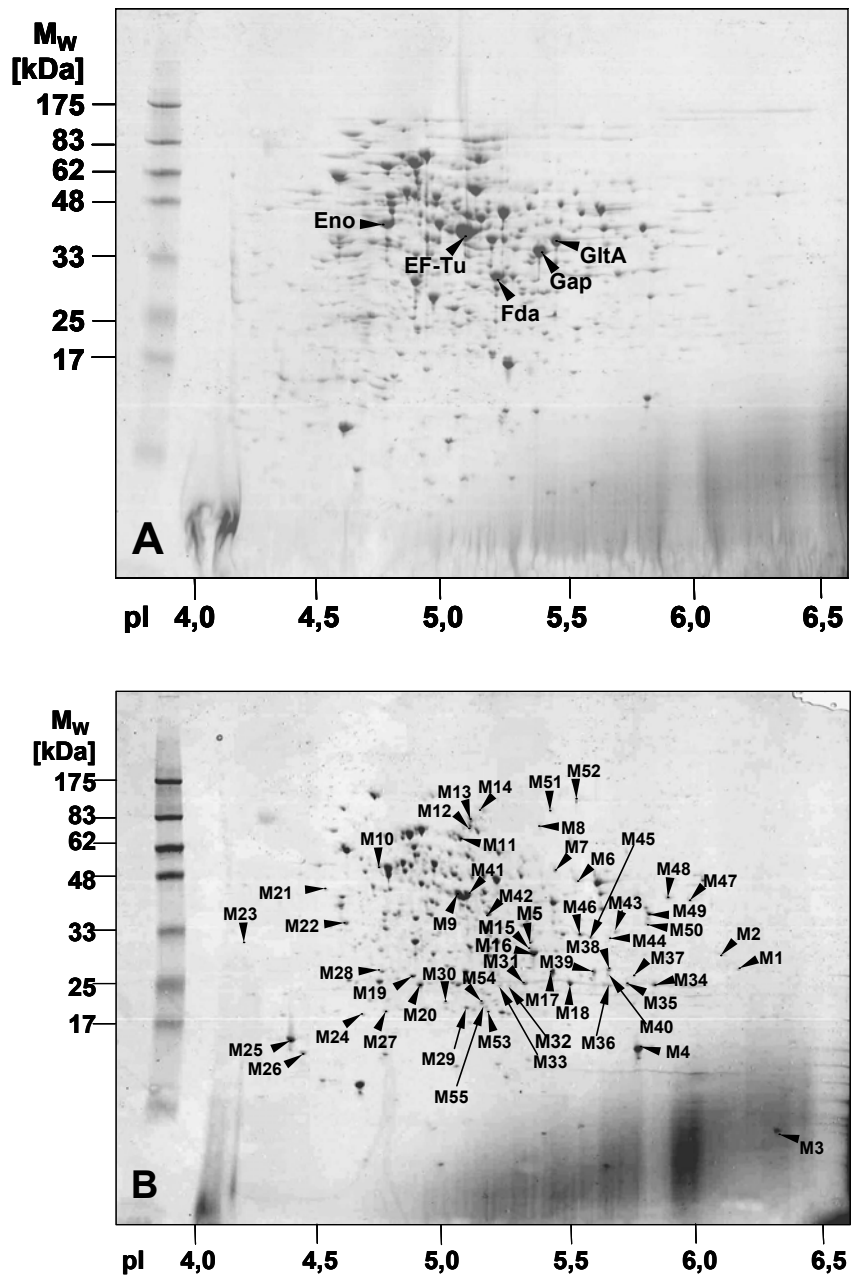 Mw
[kDa]
175
83
62
48
Eno
GltA
EF-Tu
33
Gap
Fda
25
17
A
pI 4,0 4,5 5,0 5,5 6,0 6,5
Mw
[kDa]
M52
M51
175
M14
M13
M12
83
M8
M45
M10
M11
62
M7
M6
M41
M48
M47
48
M21
M42
M46 M43
M23
M49
M22
M9
M15 M5
M50
33
M16
M38
M44
M2
M31
M39
M37
M1
M28
M30
M54
M34
25
M19
M17
M35
M20
M18
M40
17
M24
M27
M53
M32
M36
M25
M29
M33
M4
M26
M55
M3
B
pI 4,0 4,5 5,0 5,5 6,0 6,5